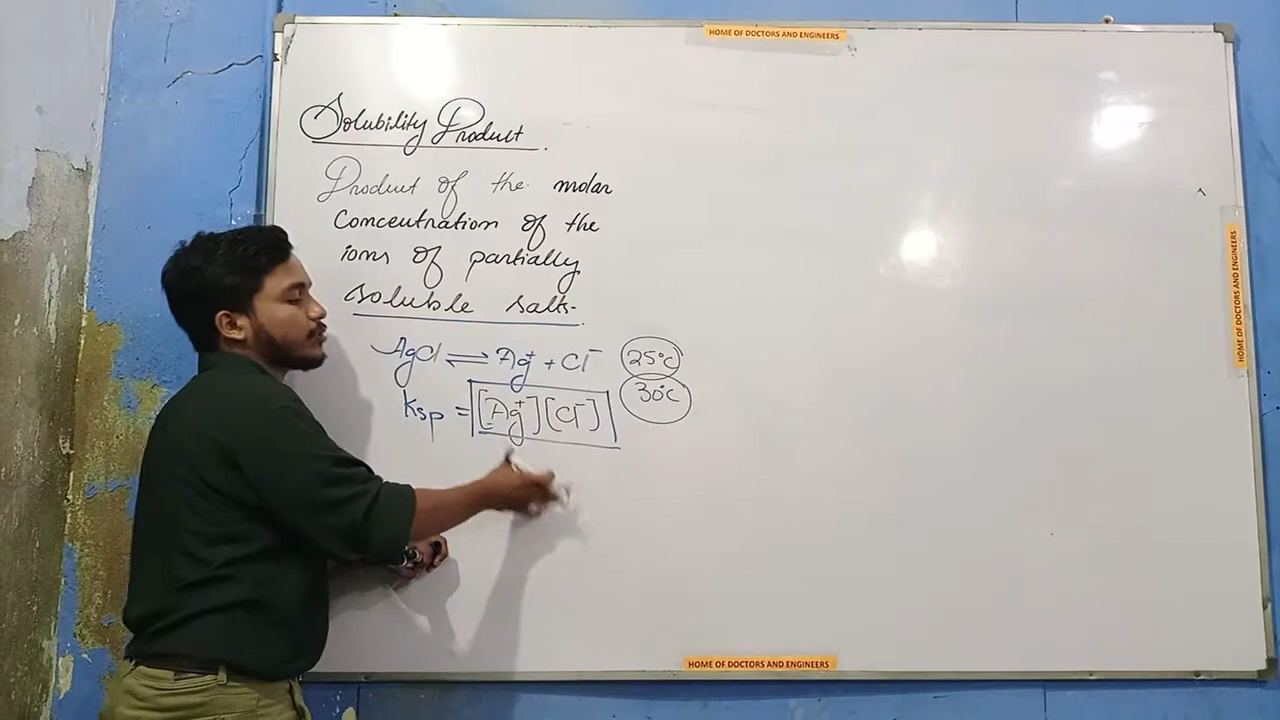 HOME OF DOCTORS AND ENGINEERS
Solubility Product.
Product of the molar
Concentration of the
ions of partially
soluble salts.
AgCl ⇌ Ag⁺ + Cl⁻ 25°C
30°C
Ksp = [Ag⁺][Cl⁻]
HOME OF DOCTORS AND ENGINEERS
HOME OF DOCTORS AND ENGINEERS